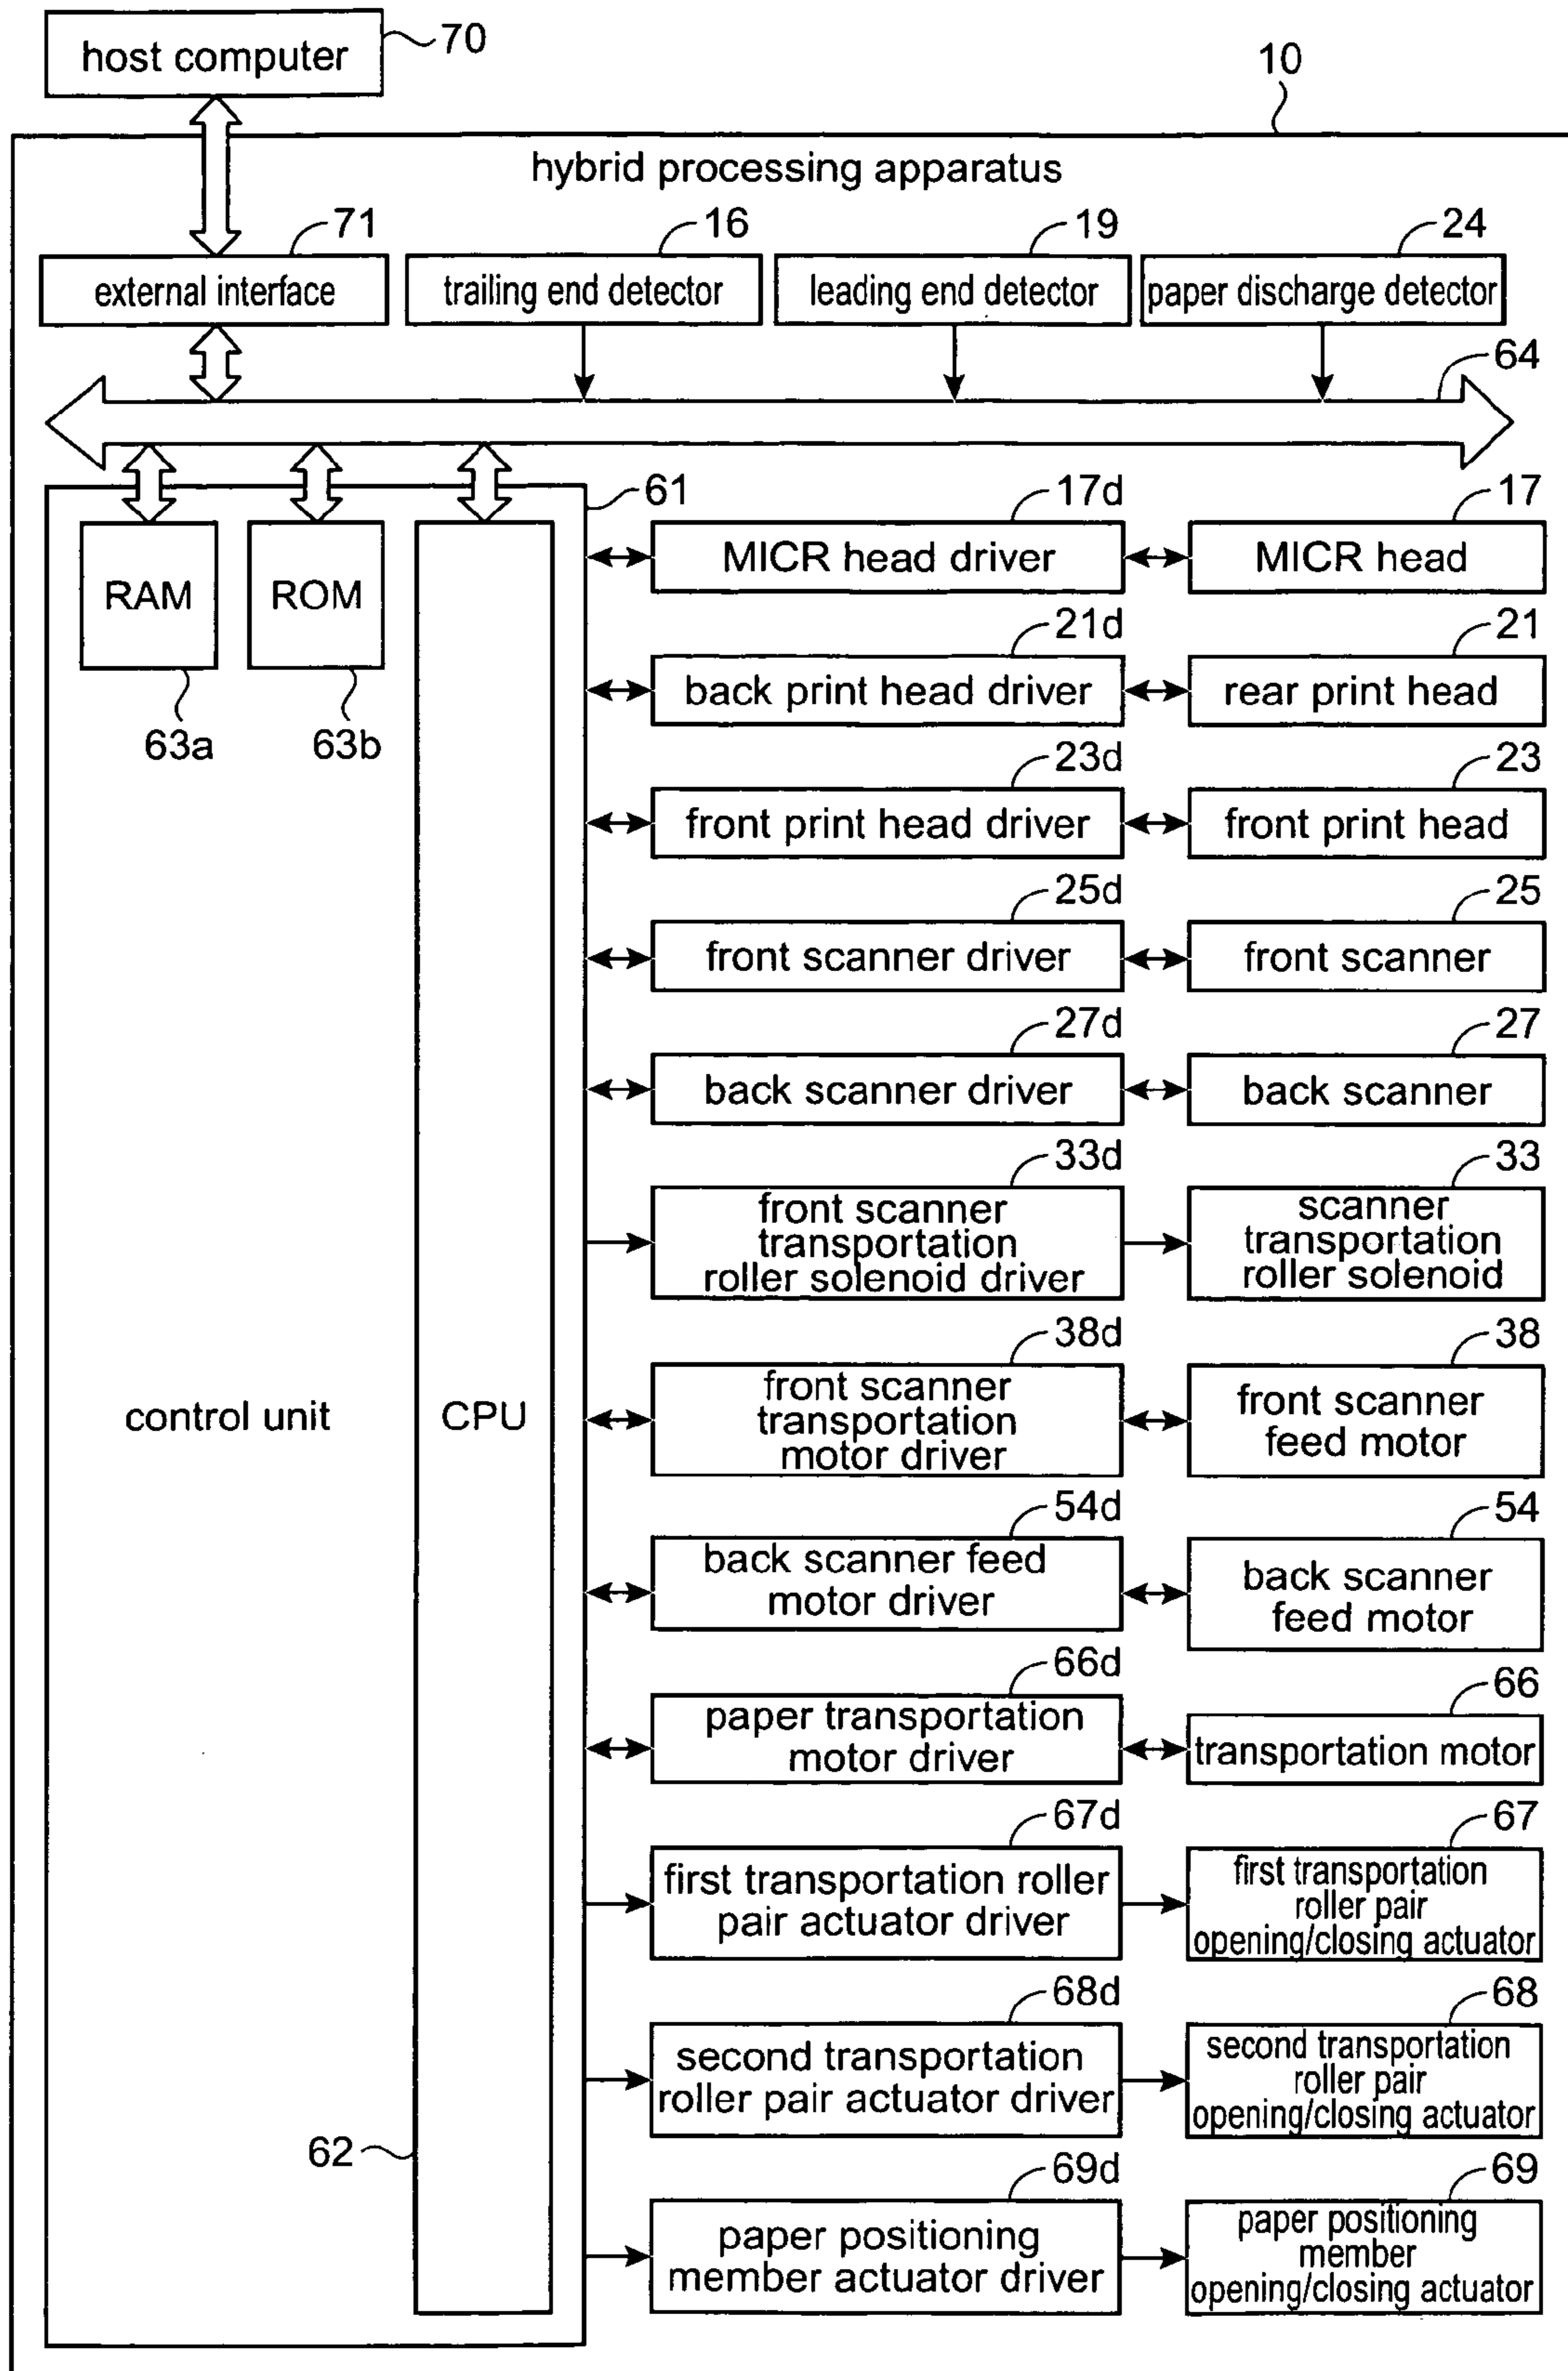 host computer
70
10
hybrid processing apparatus
71
16
19
24
external interface
trailing end detector
leading end detector
paper discharge detector
64
61
17d
17
RAM
ROM
MICR head driver
MICR head
63a
63b
21d
21
back print head driver
rear print head
23d
23
front print head driver
front print head
25d
25
front scanner driver
front scanner
27d
27
back scanner driver
back scanner
33d
33
front scanner
transportation
roller solenoid driver
scanner
transportation
roller solenoid
control unit
CPU
62
38d
38
front scanner
transportation
motor driver
front scanner
feed motor
54d
54
back scanner feed
motor driver
back scanner
feed motor
66d
66
paper transportation
motor driver
transportation motor
67d
67
first transportation roller
pair actuator driver
first transportation
roller pair
opening/closing actuator
68d
68
second transportation
roller pair actuator driver
second transportation
roller pair
opening/closing actuator
69d
69
paper positioning
member actuator driver
paper positioning
member
opening/closing actuator